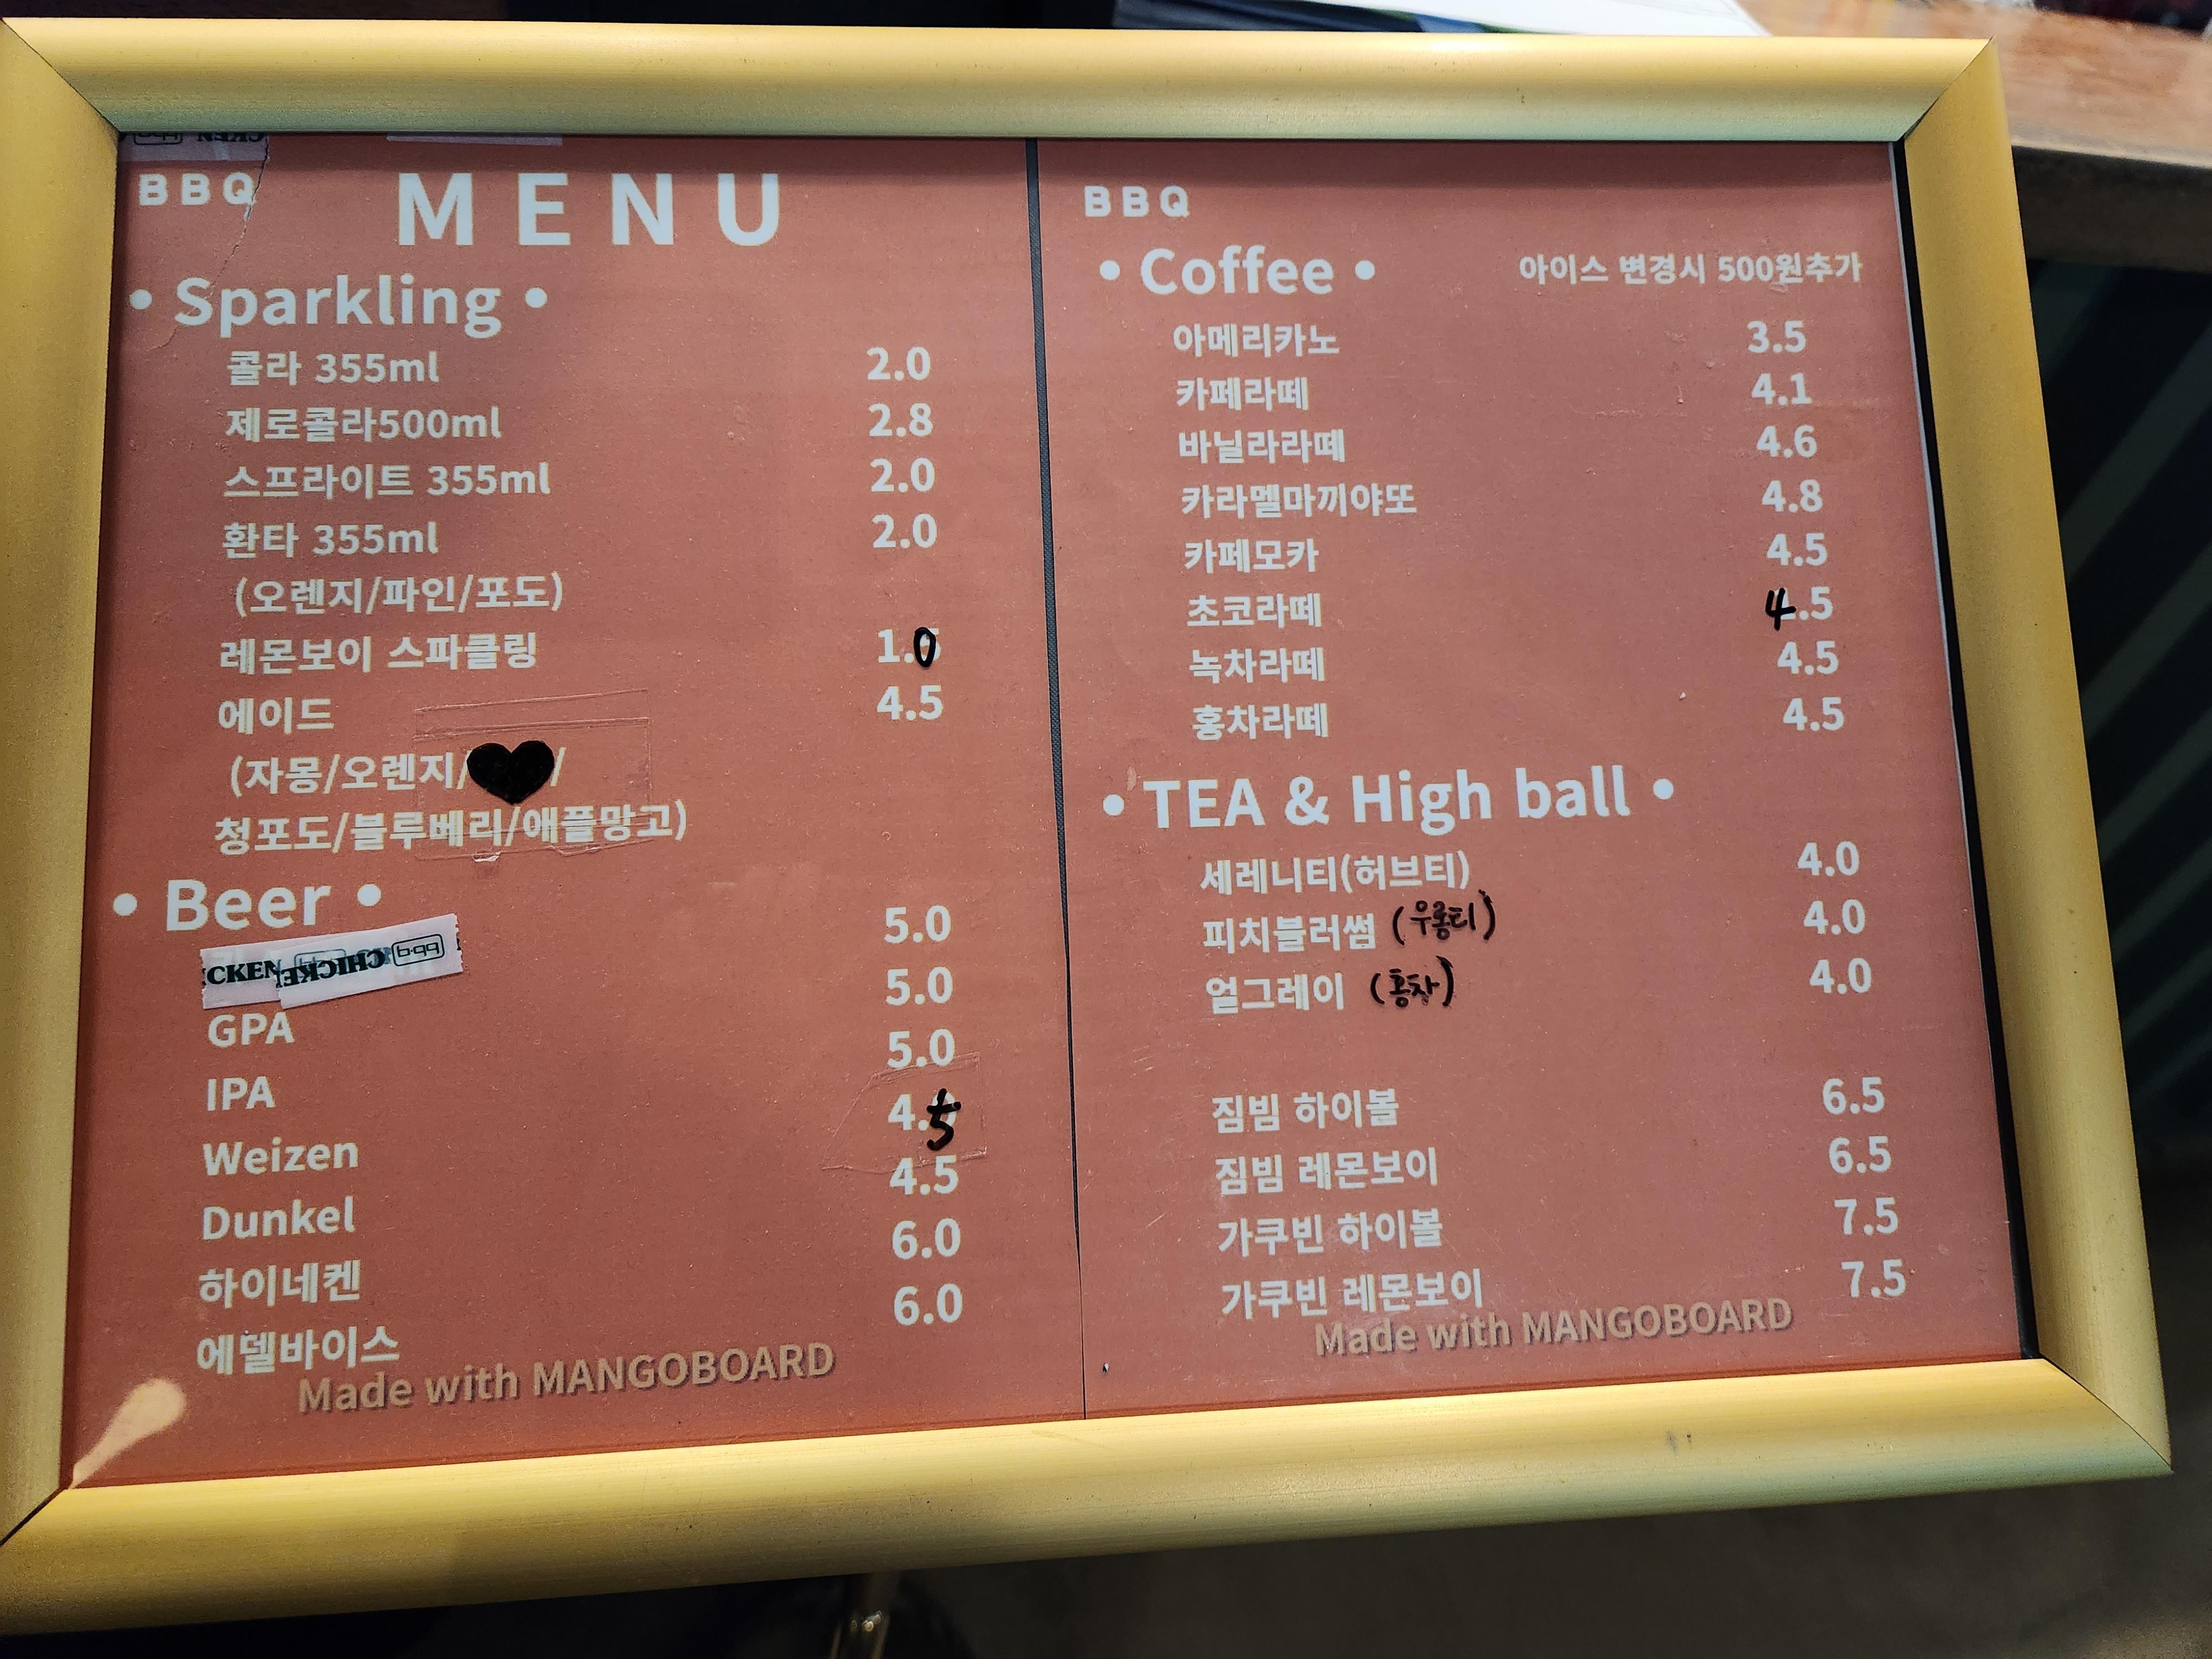 BBQ MENU
• Sparkling •
콜라 355ml 2.0
제로콜라500ml 2.8
스프라이트 355ml 2.0
환타 355ml 2.0
(오렌지/파인/포도)
레몬보이 스파클링 1.0
에이드 4.5
(자몽/오렌지/ /
청포도/블루베리/애플망고)
• Beer •
5.0
CKEN CHICKE bbq
GPA 5.0
IPA 5.0
Weizen 4.5
Dunkel 4.5
하이네켄 6.0
에델바이스 6.0
Made with MANGOBOARD
BBQ
• Coffee • 아이스 변경시 500원추가
아메리카노 3.5
카페라떼 4.1
바닐라라떼 4.6
카라멜마끼야또 4.8
카페모카 4.5
초코라떼 4.5
녹차라떼 4.5
홍차라떼 4.5
• TEA & High ball •
세레니티(허브티) 4.0
피치블러썸 (우롱티) 4.0
얼그레이 (홍차) 4.0
짐빔 하이볼 6.5
짐빔 레몬보이 6.5
가쿠빈 하이볼 7.5
가쿠빈 레몬보이 7.5
Made with MANGOBOARD